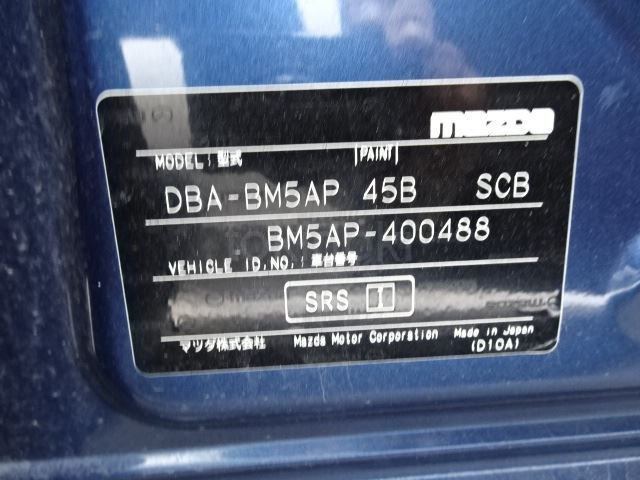 mazda
MODEL;型式 |PAINT|
DBA-BM5AP 45B SCB
BM5AP-400488
VEHICLE ID.NO.;車台番号
SRS I
マツダ株式会社 Mazda Motor Corporation Made in Japan
(D10A)